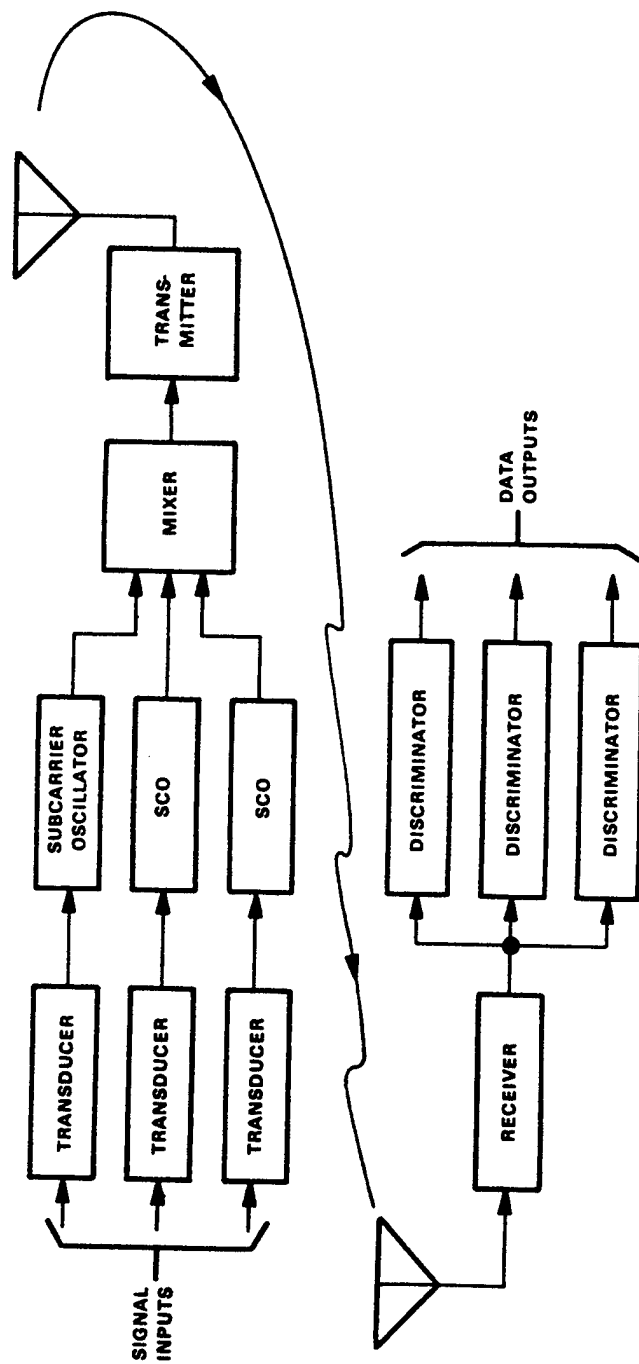 SIGNAL
INPUTS
TRANSDUCER
TRANSDUCER
TRANSDUCER
SUBCARRIER
OSCILLATOR
SCO
SCO
MIXER
TRANS-
MITTER
RECEIVER
DISCRIMINATOR
DISCRIMINATOR
DISCRIMINATOR
DATA
OUTPUTS